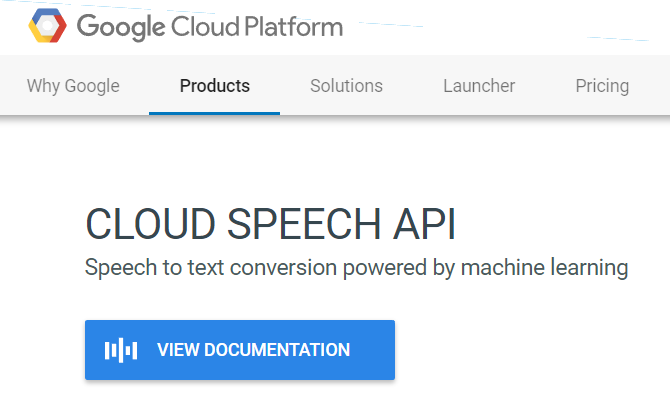 Google Cloud Platform
Why Google Products Solutions Launcher Pricing
CLOUD SPEECH API
Speech to text conversion powered by machine learning
VIEW DOCUMENTATION